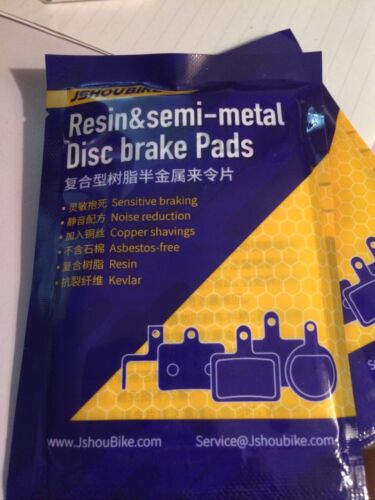 JSHOUBIKE
Resin&semi-metal
Disc brake Pads
复合型树脂半金属来令片
• 灵敏抱死 Sensitive braking
• 静音配方 Noise reduction
• 加入铜丝 Copper shavings
• 不含石棉 Asbestos-free
• 复合树脂 Resin
• 抗裂纤维 Kevlar
www.JshouBike.com Service@JshouBike.com